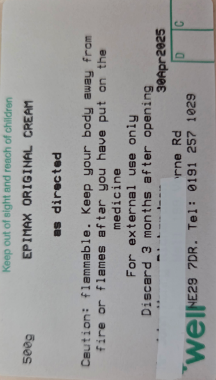 Keep out of sight and reach of children
500g EPIMAX ORIGINAL CREAM
as directed
Caution: flammable. Keep your body away from
fire or flames after you have put on the
medicine
For external use only
Discard 3 months after opening
30Apr2025
rne Rd
NE29 7DR. Tel: 0191 257 1029
well
D C